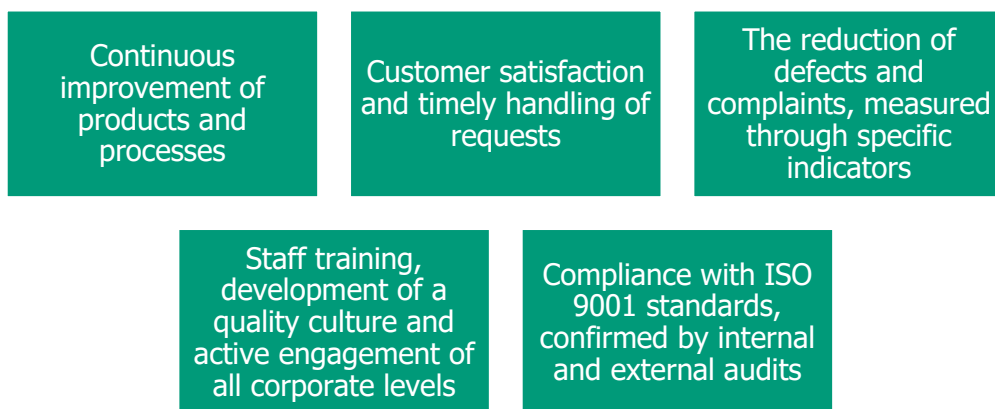 Continuous
improvement of
products and
processes
Customer satisfaction
and timely handling of
requests
The reduction of
defects and
complaints, measured
through specific
indicators
Staff training,
development of a
quality culture and
active engagement of
all corporate levels
Compliance with ISO
9001 standards,
confirmed by internal
and external audits